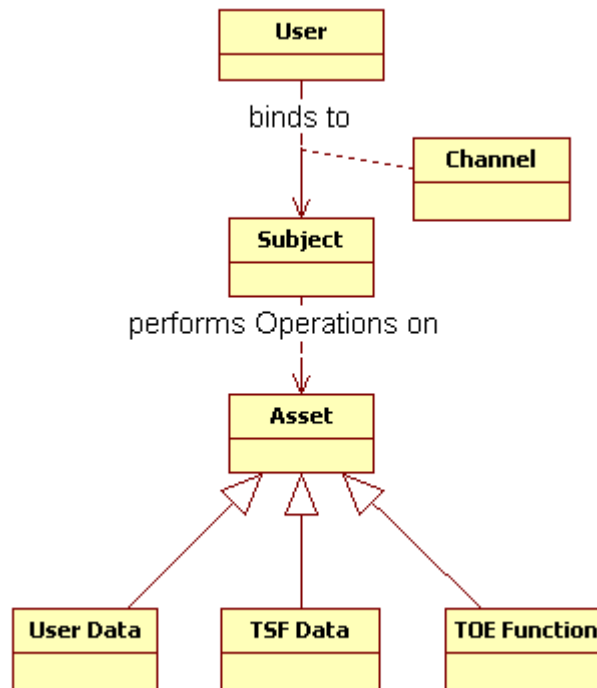 User
binds to
Channel
Subject
performs Operations on
Asset
User Data
TSF Data
TOE Function